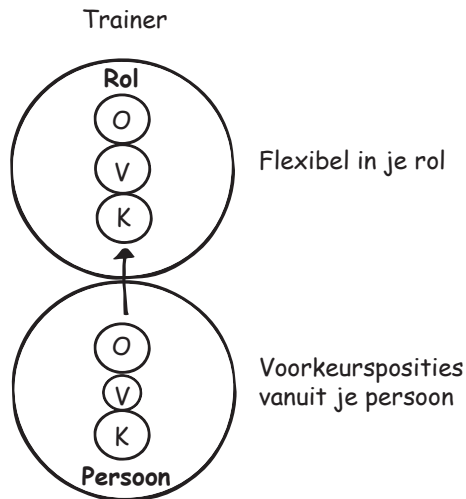 Trainer
Rol
O
V
K
Flexibel in je rol
O
V
K
Voorkeursposities
vanuit je persoon
Persoon